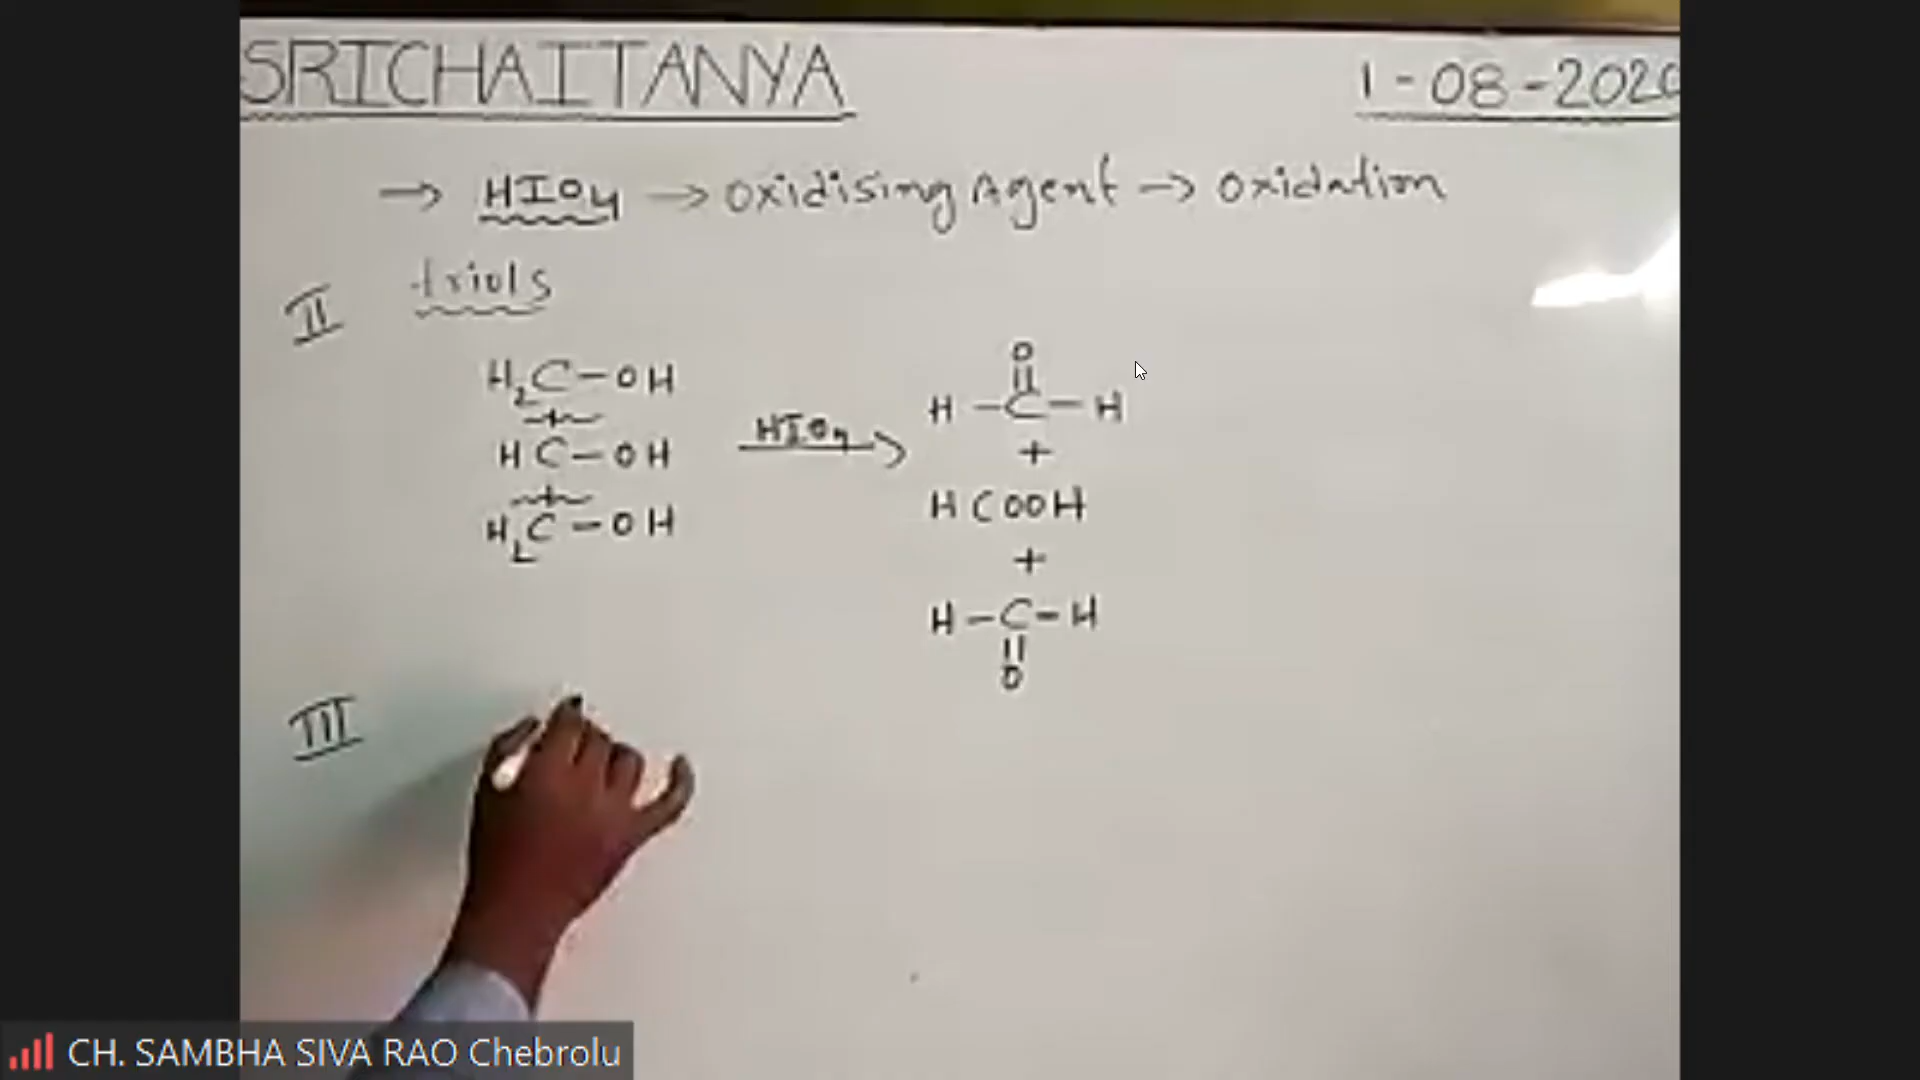 SRICHAITANYA
1-08-2020
→ HIO4 → oxidising Agent → oxidation
II triols
H2C-OH
HC-OH
H2C-OH
HIO4
O
||
H-C-H
+
HCOOH
+
H-C-H
||
O
III
CH. SAMBHA SIVA RAO Chebrolu